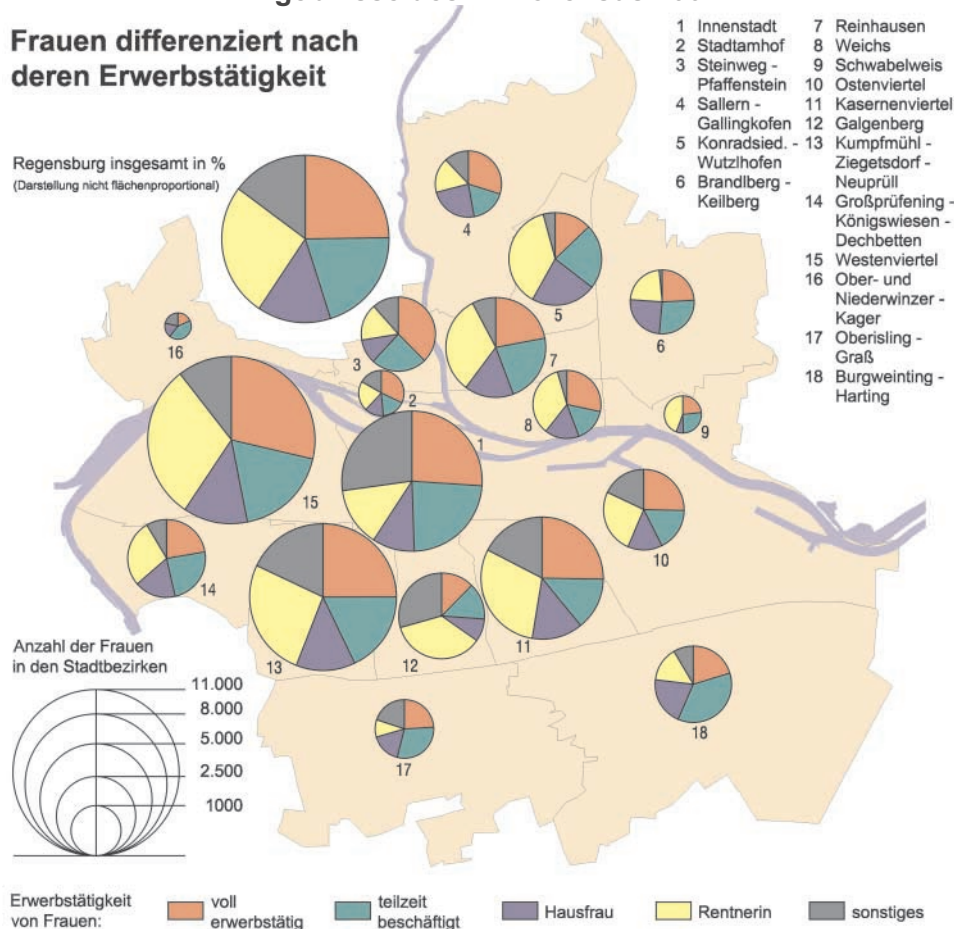 Frauen differenziert nach
deren Erwerbstätigkeit
Regensburg insgesamt in %
(Darstellung nicht flächenproportional)
1 Innenstadt
2 Stadtamhof
3 Steinweg -
Pfaffenstein
4 Sallern -
Gallingkofen
5 Konradsied. -
Wutzlhofen
6 Brandlberg -
Keilberg
7 Reinhausen
8 Weichs
9 Schwabelweis
10 Ostenviertel
11 Kasernenviertel
12 Galgenberg
13 Kumpfmühl -
Ziegetsdorf -
Neuprüll
14 Großprüfening -
Königswiesen -
Dechbetten
15 Westenviertel
16 Ober- und
Niederwinzer -
Kager
17 Oberisling -
Graß
18 Burgweinting -
Harting
4
5
6
16
3
7
2
8
9
1
15
10
14
13
12
11
18
17
Anzahl der Frauen
in den Stadtbezirken
11.000
8.000
5.000
2.500
1000
Erwerbstätigkeit
von Frauen:
voll
erwerbstätig
teilzeit
beschäftigt
Hausfrau
Rentnerin
sonstiges